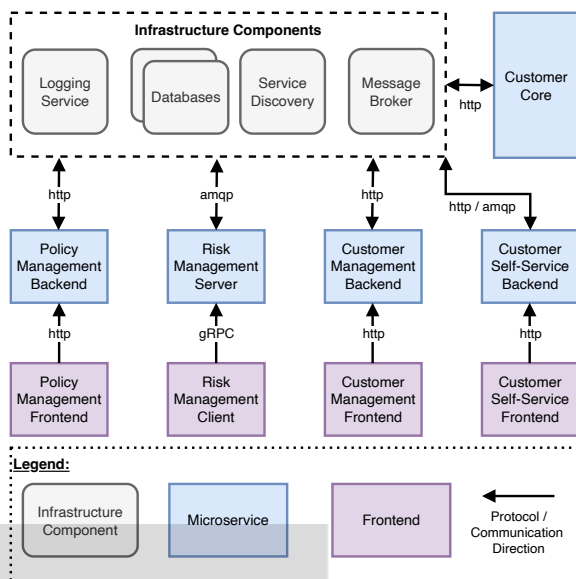 Infrastructure Components
Logging
Service
Databases
Service
Discovery
Message
Broker
http
Customer
Core
http
amqp
http
http / amqp
Policy
Management
Backend
Risk
Management
Server
Customer
Management
Backend
Customer
Self-Service
Backend
http
gRPC
http
http
Policy
Management
Frontend
Risk
Management
Client
Customer
Management
Frontend
Customer
Self-Service
Frontend
Legend:
Infrastructure
Component
Microservice
Frontend
Protocol /
Communication
Direction